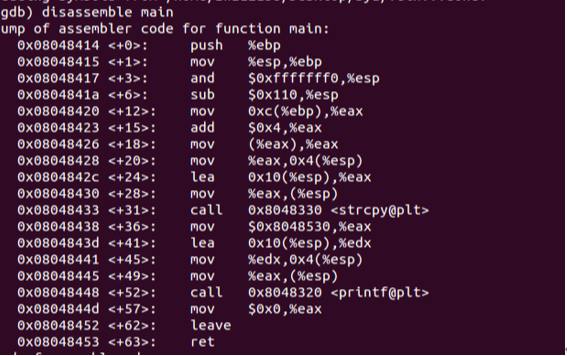 gdb) disassemble main
ump of assembler code for function main:
0x08048414 <+0>: push %ebp
0x08048415 <+1>: mov %esp,%ebp
0x08048417 <+3>: and $0xfffffff0,%esp
0x0804841a <+6>: sub $0x110,%esp
0x08048420 <+12>: mov 0xc(%ebp),%eax
0x08048423 <+15>: add $0x4,%eax
0x08048426 <+18>: mov (%eax),%eax
0x08048428 <+20>: mov %eax,0x4(%esp)
0x0804842c <+24>: lea 0x10(%esp),%eax
0x08048430 <+28>: mov %eax,(%esp)
0x08048433 <+31>: call 0x8048330 <strcpy@plt>
0x08048438 <+36>: mov $0x8048530,%eax
0x0804843d <+41>: lea 0x10(%esp),%edx
0x08048441 <+45>: mov %edx,0x4(%esp)
0x08048445 <+49>: mov %eax,(%esp)
0x08048448 <+52>: call 0x8048320 <printf@plt>
0x0804844d <+57>: mov $0x0,%eax
0x08048452 <+62>: leave
0x08048453 <+63>: ret